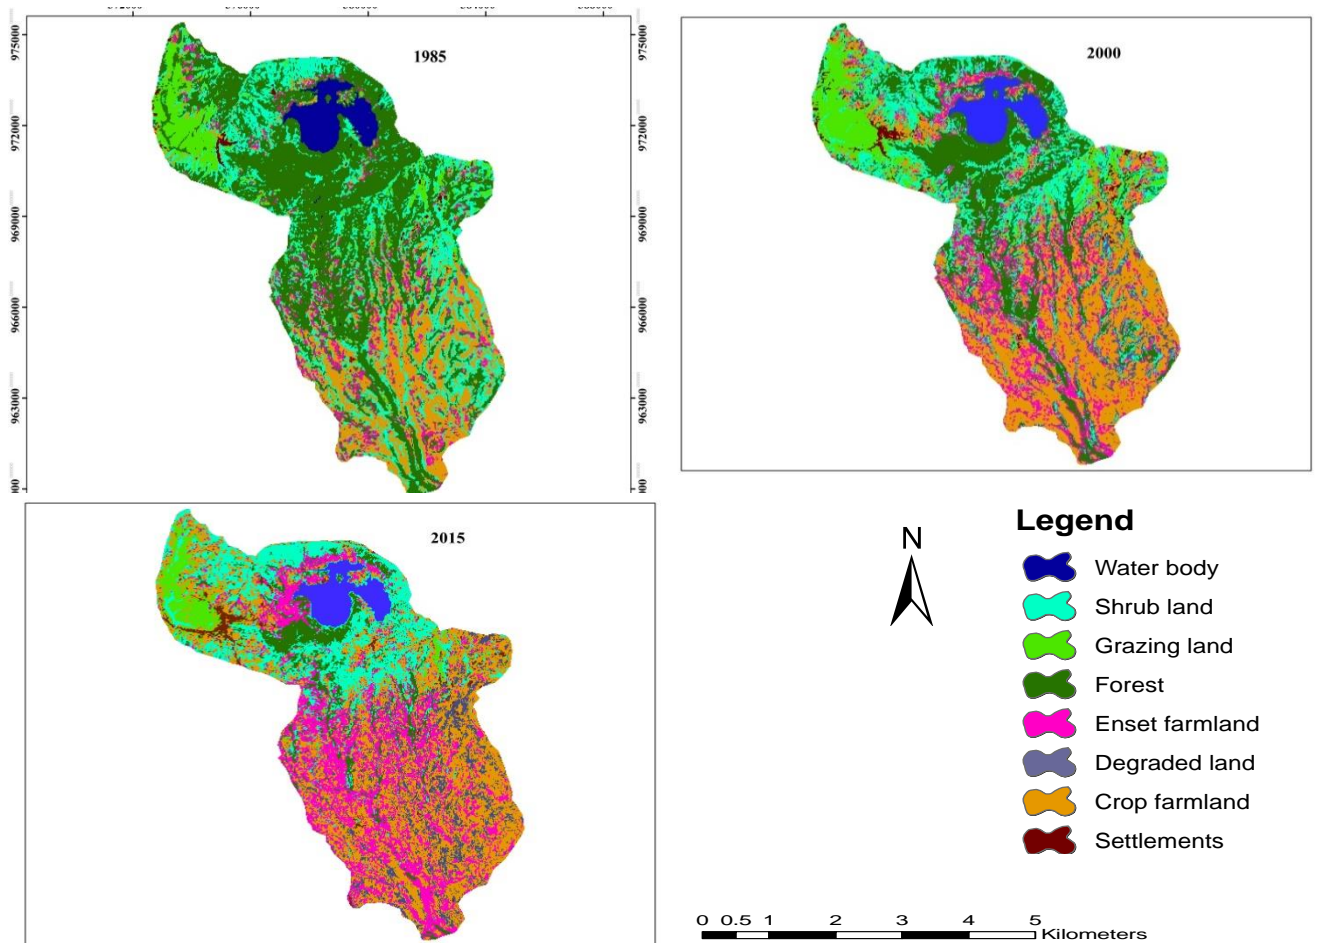 1985
975000
972000
969000
966000
963000
975000
972000
969000
966000
963000
2000
2015
N
Legend
Water body
Shrub land
Grazing land
Forest
Enset farmland
Degraded land
Crop farmland
Settlements
0 0.5 1 2 3 4 5
Kilometers